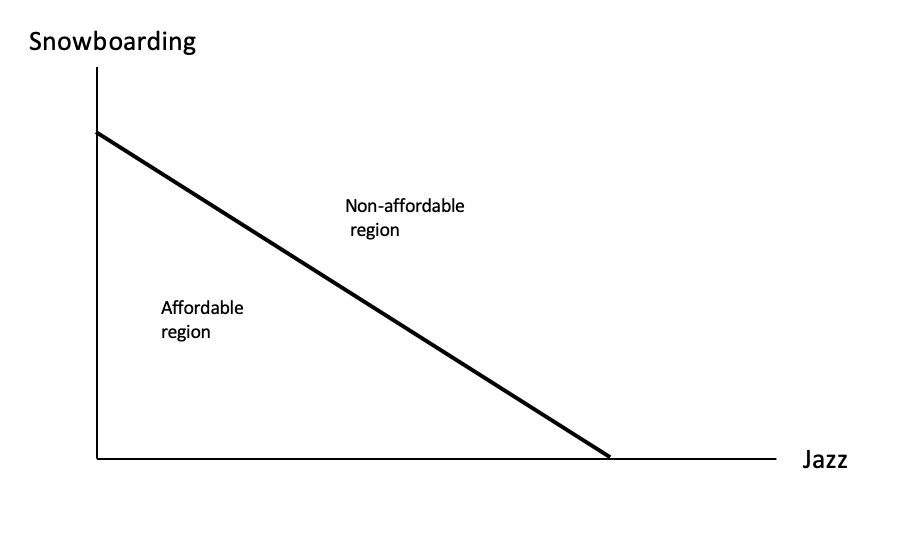 Snowboarding
Non-affordable
region
Affordable
region
Jazz